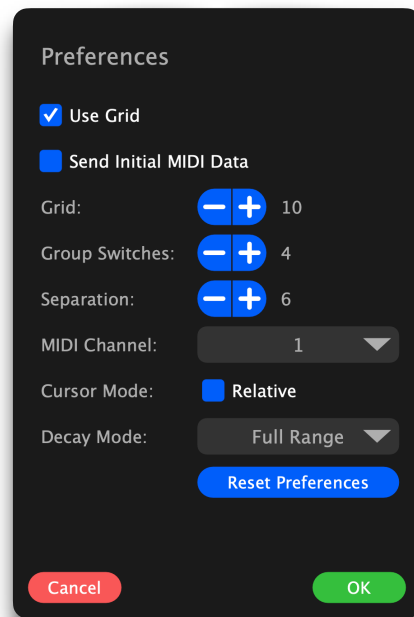 Preferences
Use Grid
Send Initial MIDI Data
Grid: 10
Group Switches: 4
Separation: 6
MIDI Channel: 1
Cursor Mode: Relative
Decay Mode: Full Range
Reset Preferences
Cancel OK